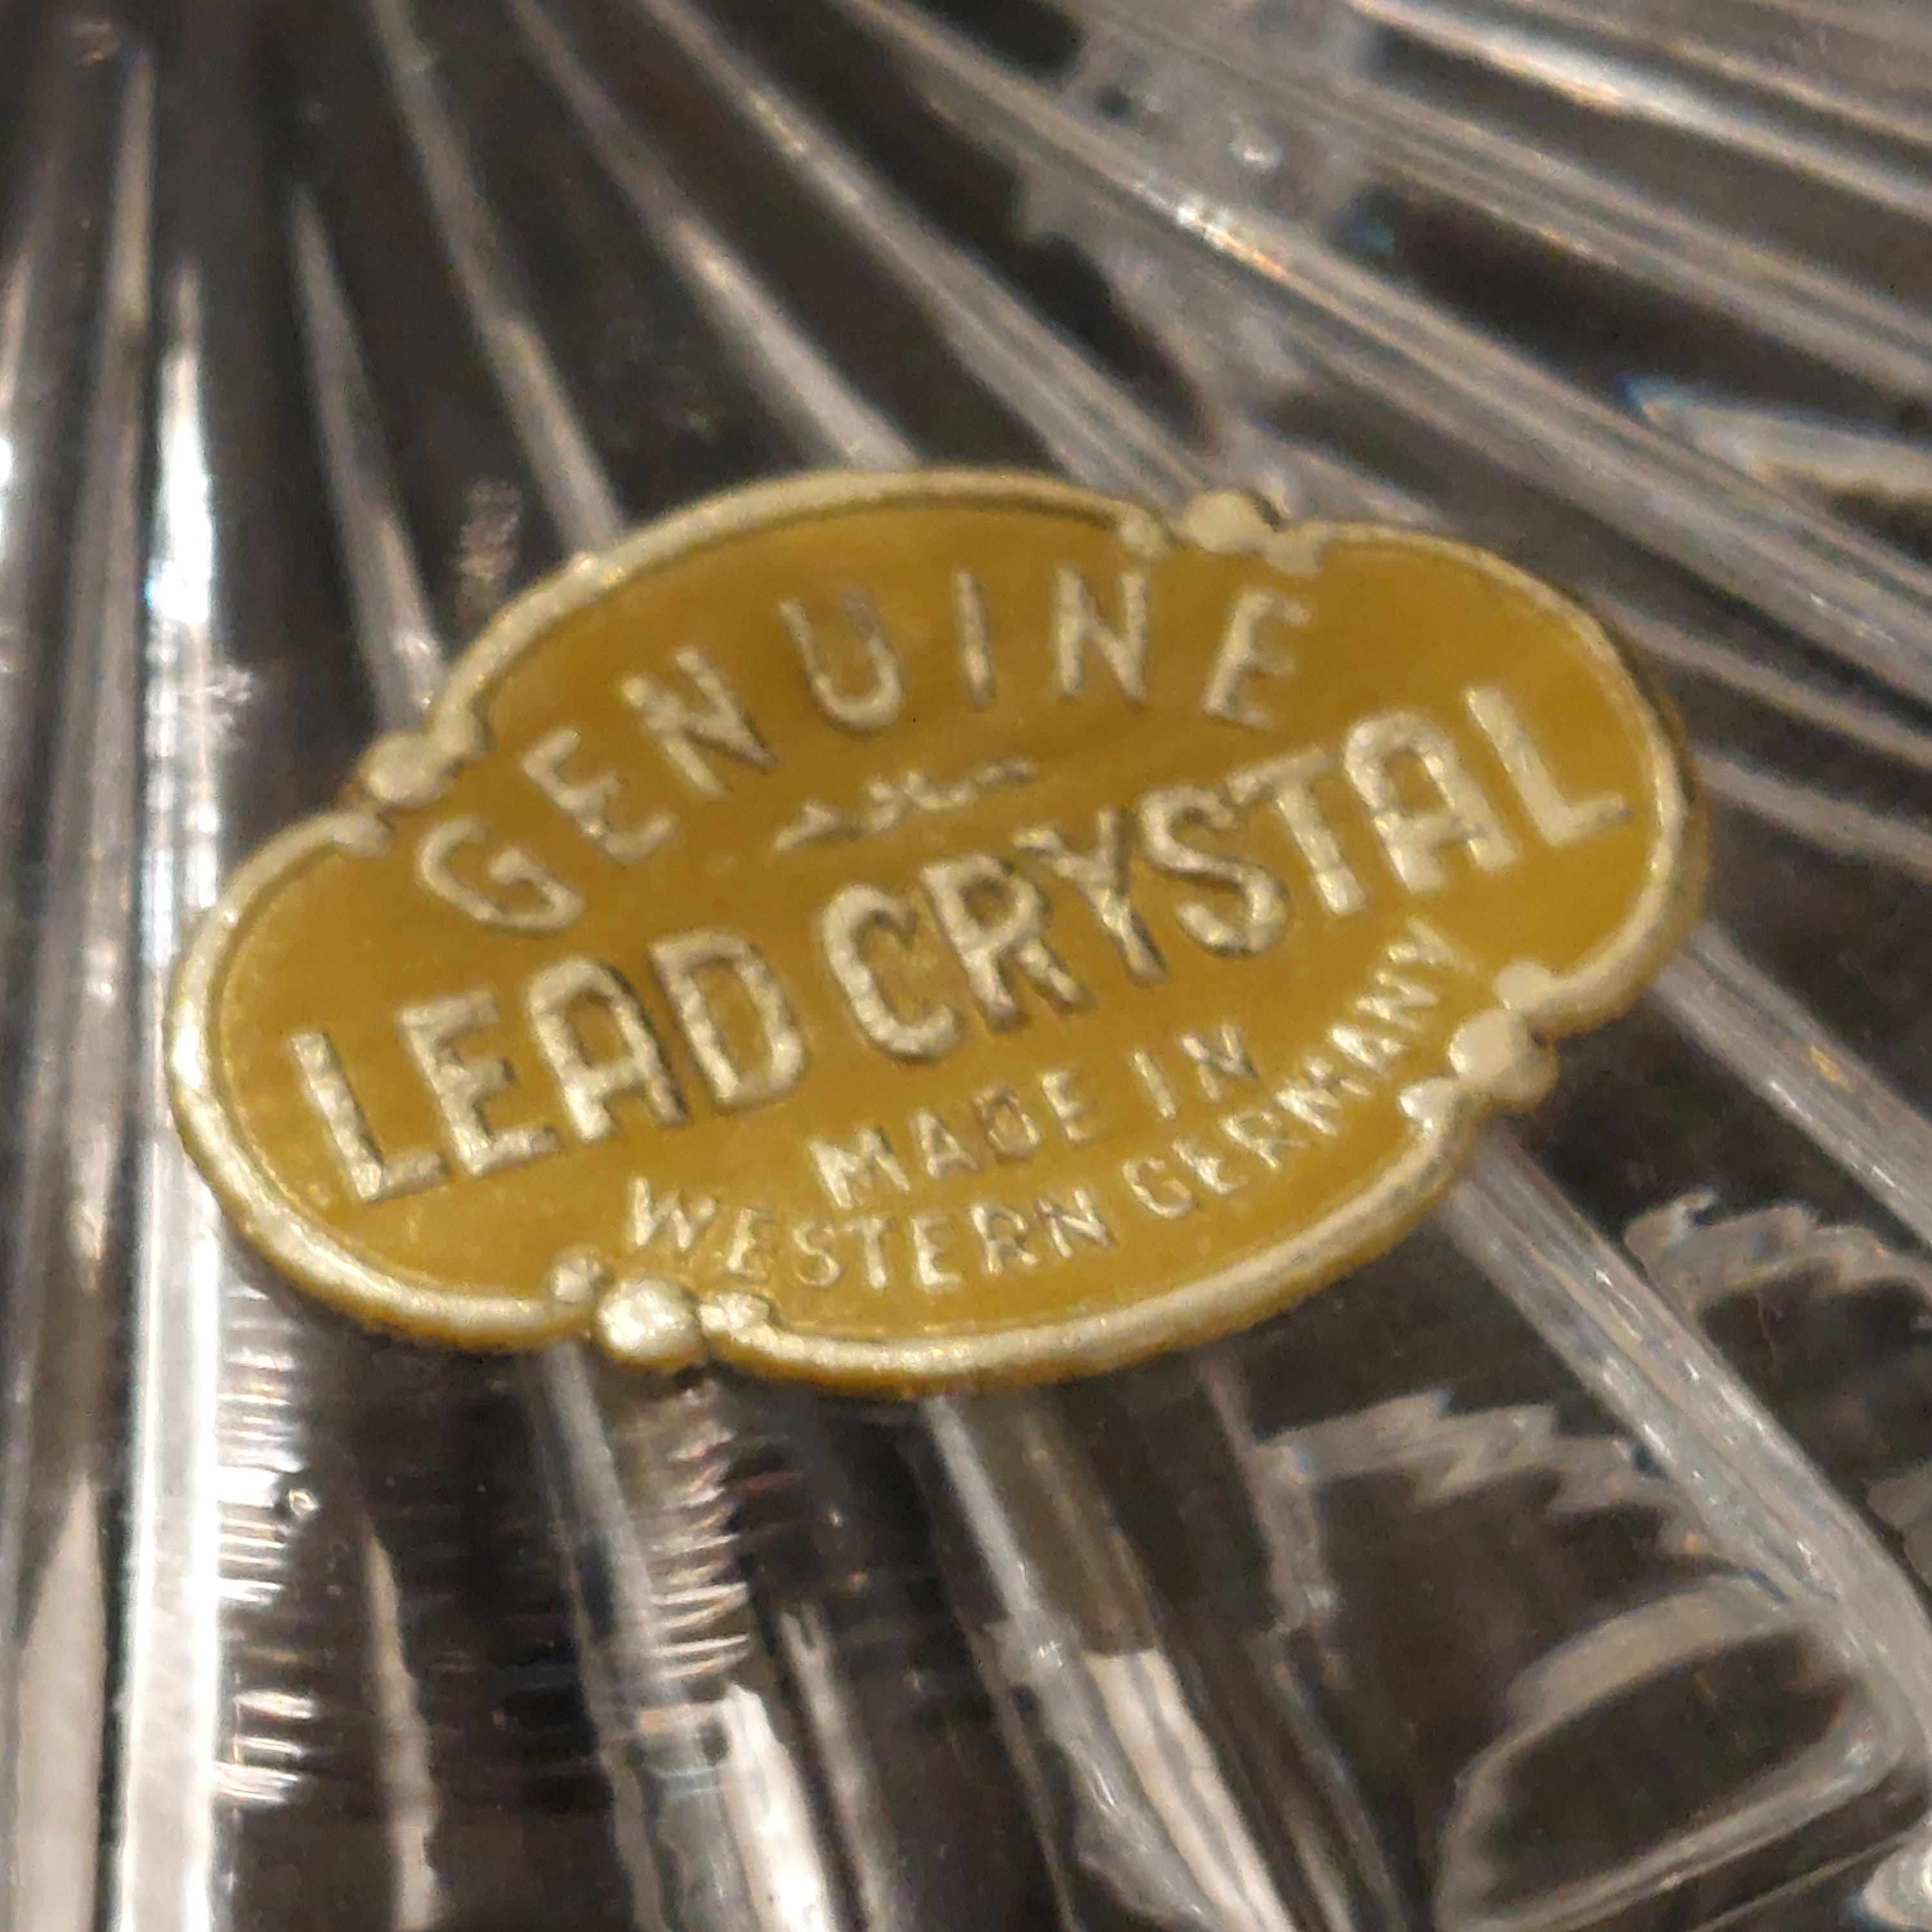 GENUINE
LEAD CRYSTAL
MADE IN
WESTERN GERMANY